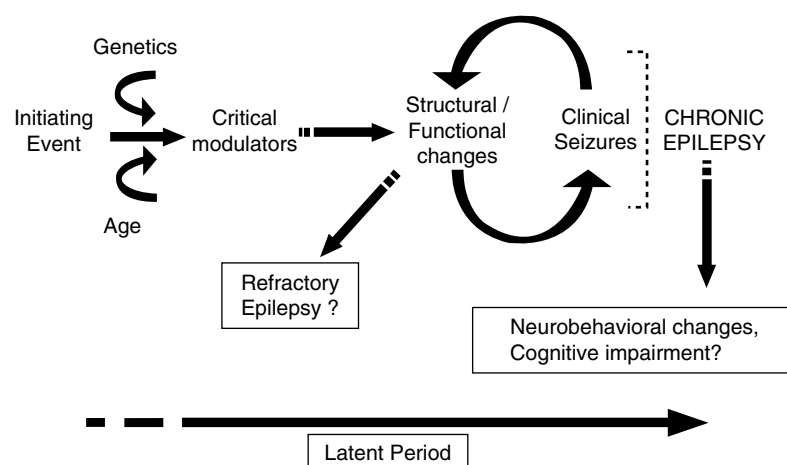 Genetics
Initiating
Event
Critical
modulators
Age
Structural /
Functional
changes
Clinical
Seizures
CHRONIC
EPILEPSY
Refractory
Epilepsy ?
Neurobehavioral changes,
Cognitive impairment?
Latent Period